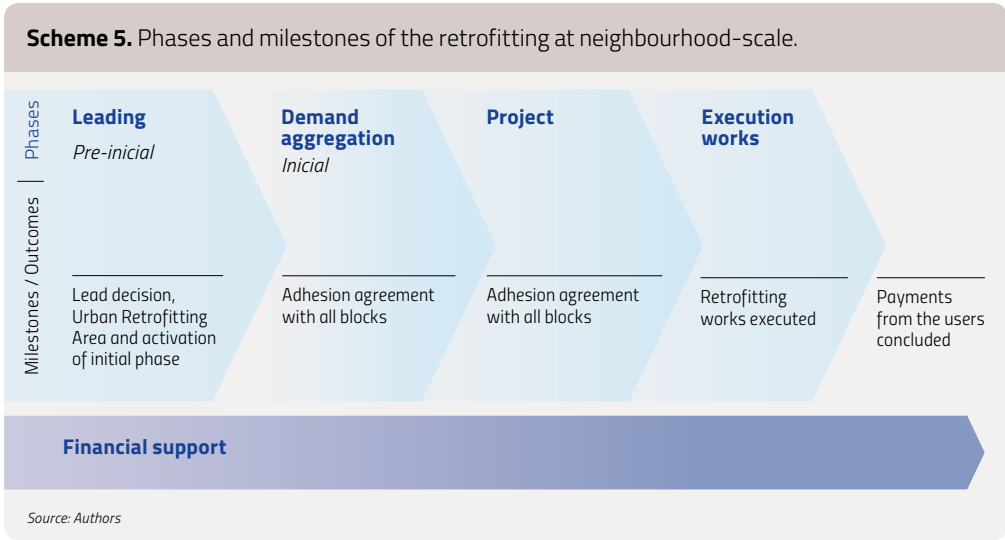 Scheme 5. Phases and milestones of the retrofitting at neighbourhood-scale.
Phases
Leading
Pre-inicial
Demand
aggregation
Inicial
Project
Execution
works
Milestones / Outcomes
Lead decision,
Urban Retrofitting
Area and activation
of initial phase
Adhesion agreement
with all blocks
Adhesion agreement
with all blocks
Retrofitting
works executed
Payments
from the users
concluded
Financial support
Source: Authors